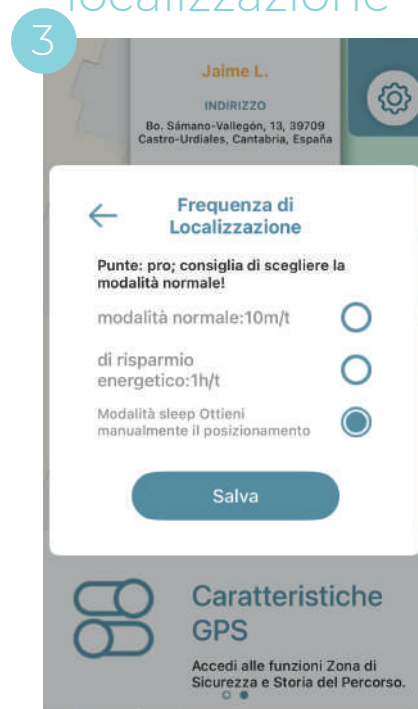 localizzazione
3
Jaime L.
INDIRIZZO
Bo. Sámano-Vallegón, 13, 39709
Castro-Urdiales, Cantabria, España
Frequenza di
Localizzazione
Punte: pro; consiglia di scegliere la
modalità normale!
modalità normale:10m/t
di risparmio
energetico:1h/t
Modalità sleep Ottieni
manualmente il posizionamento
Salva
Caratteristiche
GPS
Accedi alle funzioni Zona di
Sicurezza e Storia del Percorso.